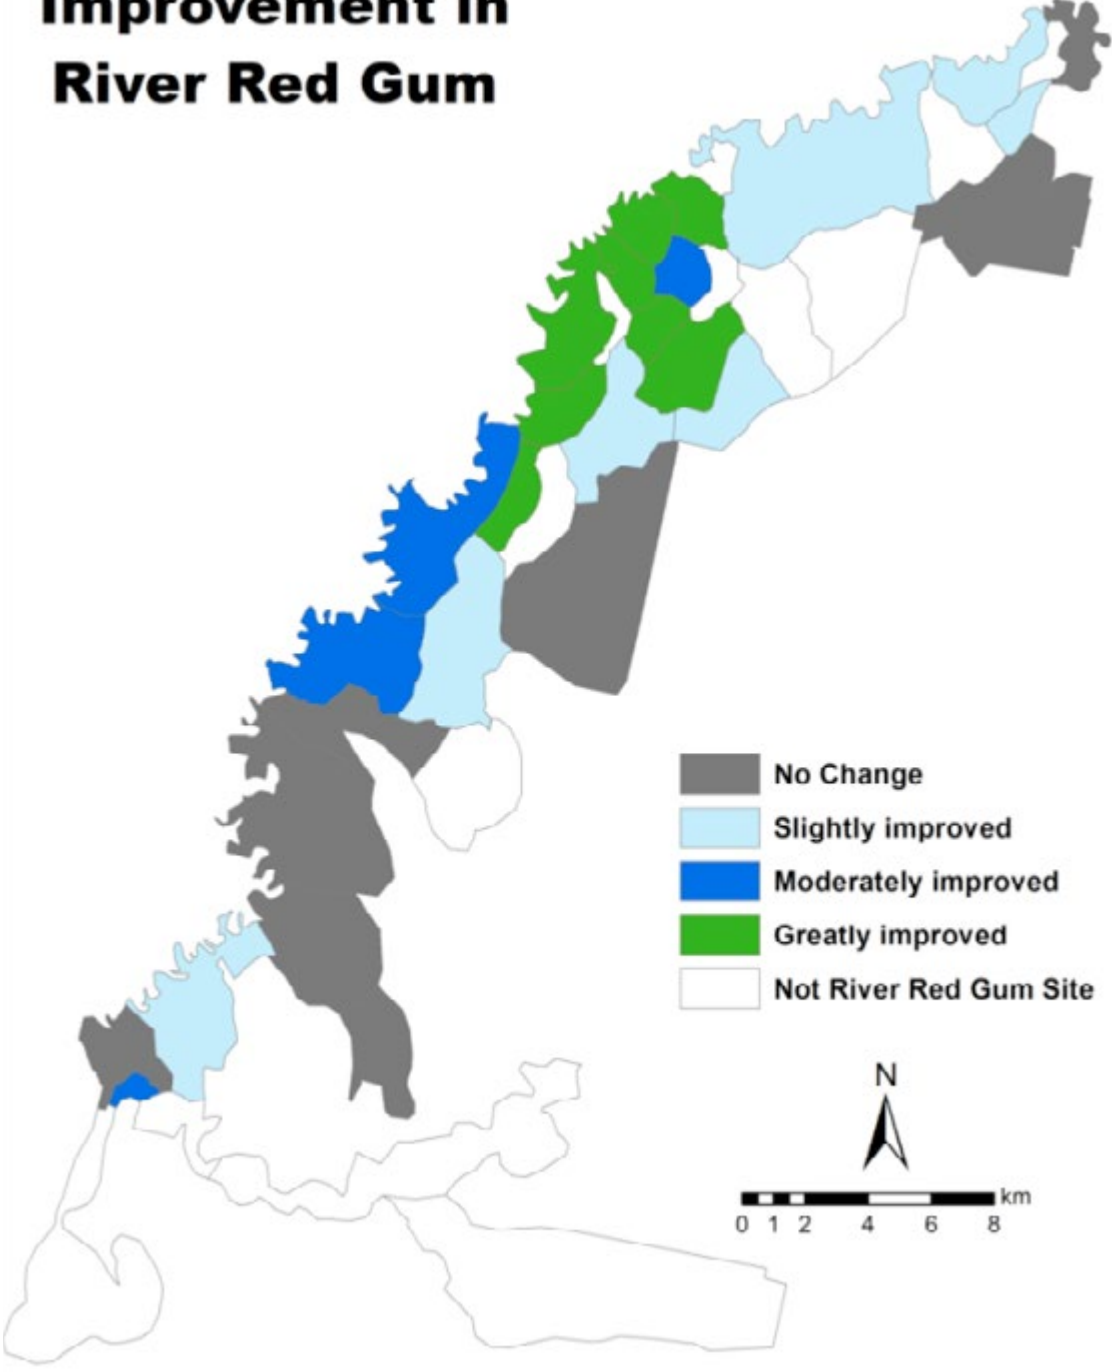 Improvement in
River Red Gum
No Change
Slightly improved
Moderately improved
Greatly improved
Not River Red Gum Site
N
km
0 1 2 4 6 8